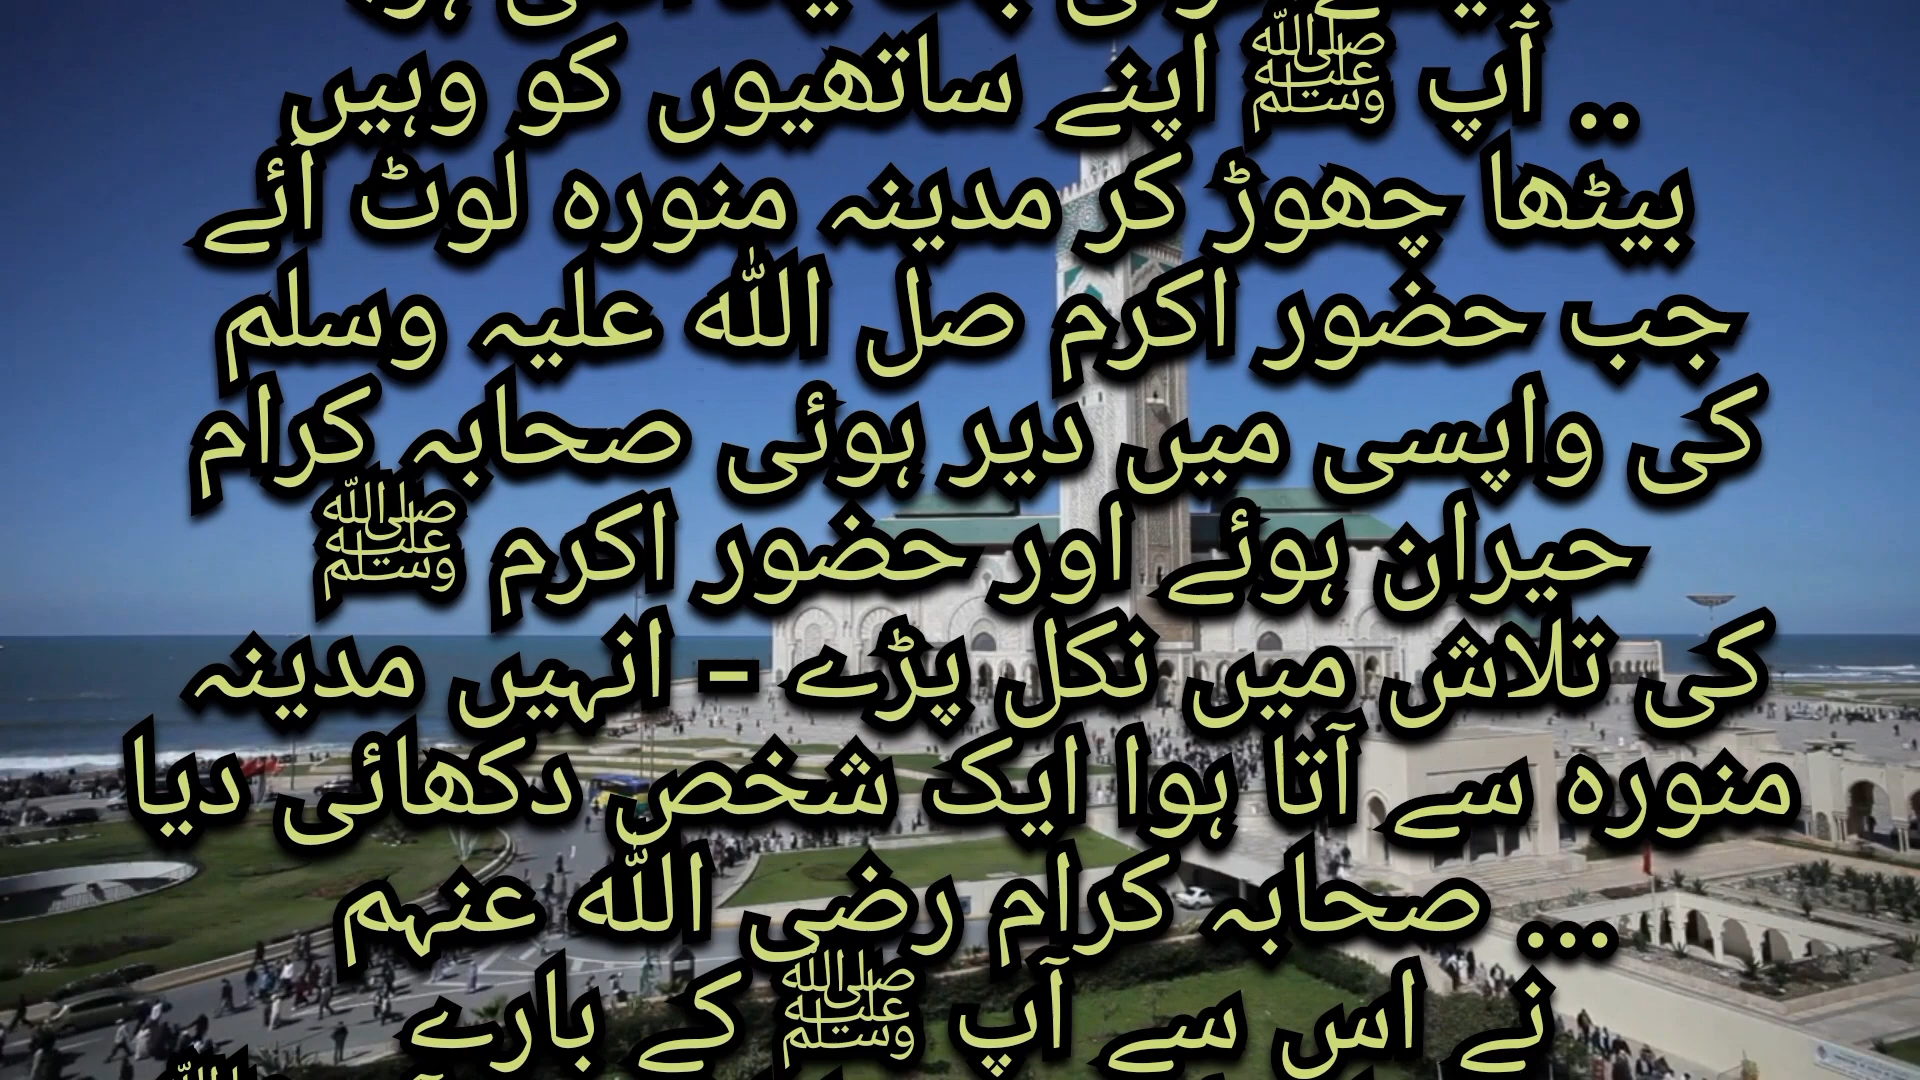 .. آپ ﷺ اپنے ساتھیوں کو وہیں
بیٹھا چھوڑ کر مدینہ منورہ لوٹ آئے
جب حضور اکرم صل اللہ علیہ وسلم
کی واپسی میں دیر ہوئی صحابہ کرام
حیران ہوئے اور حضور اکرم ﷺ
کی تلاش میں نکل پڑے - انہیں مدینہ
منورہ سے آتا ہوا ایک شخص دکھائی دیا
... صحابہ کرام رضی اللہ عنہم
نے اس سے آپ ﷺ کے بارے